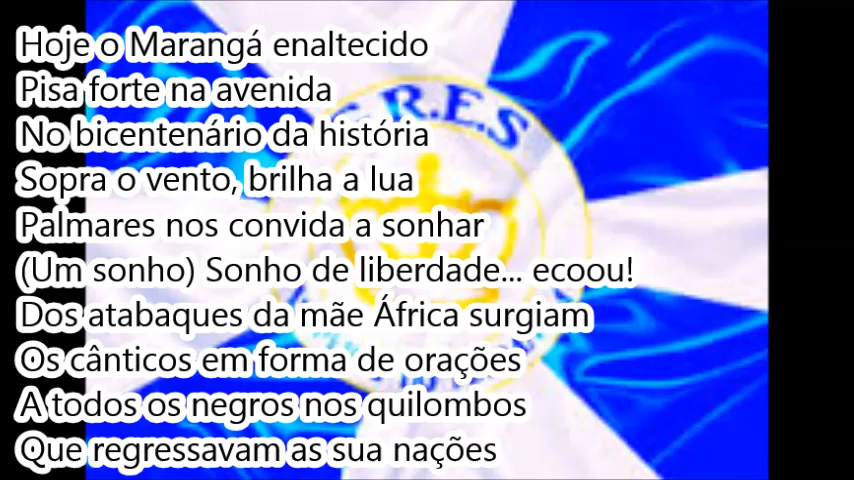 Hoje o Marangá enaltecido
Pisa forte na avenida
No bicentenário da história
Sopra o vento, brilha a lua
Palmares nos convida a sonhar
(Um sonho) Sonho de liberdade... ecoou!
Dos atabaques da mãe África surgiam
Os cânticos em forma de orações
A todos os negros nos quilombos
Que regressavam as sua nações
G.R.E.S